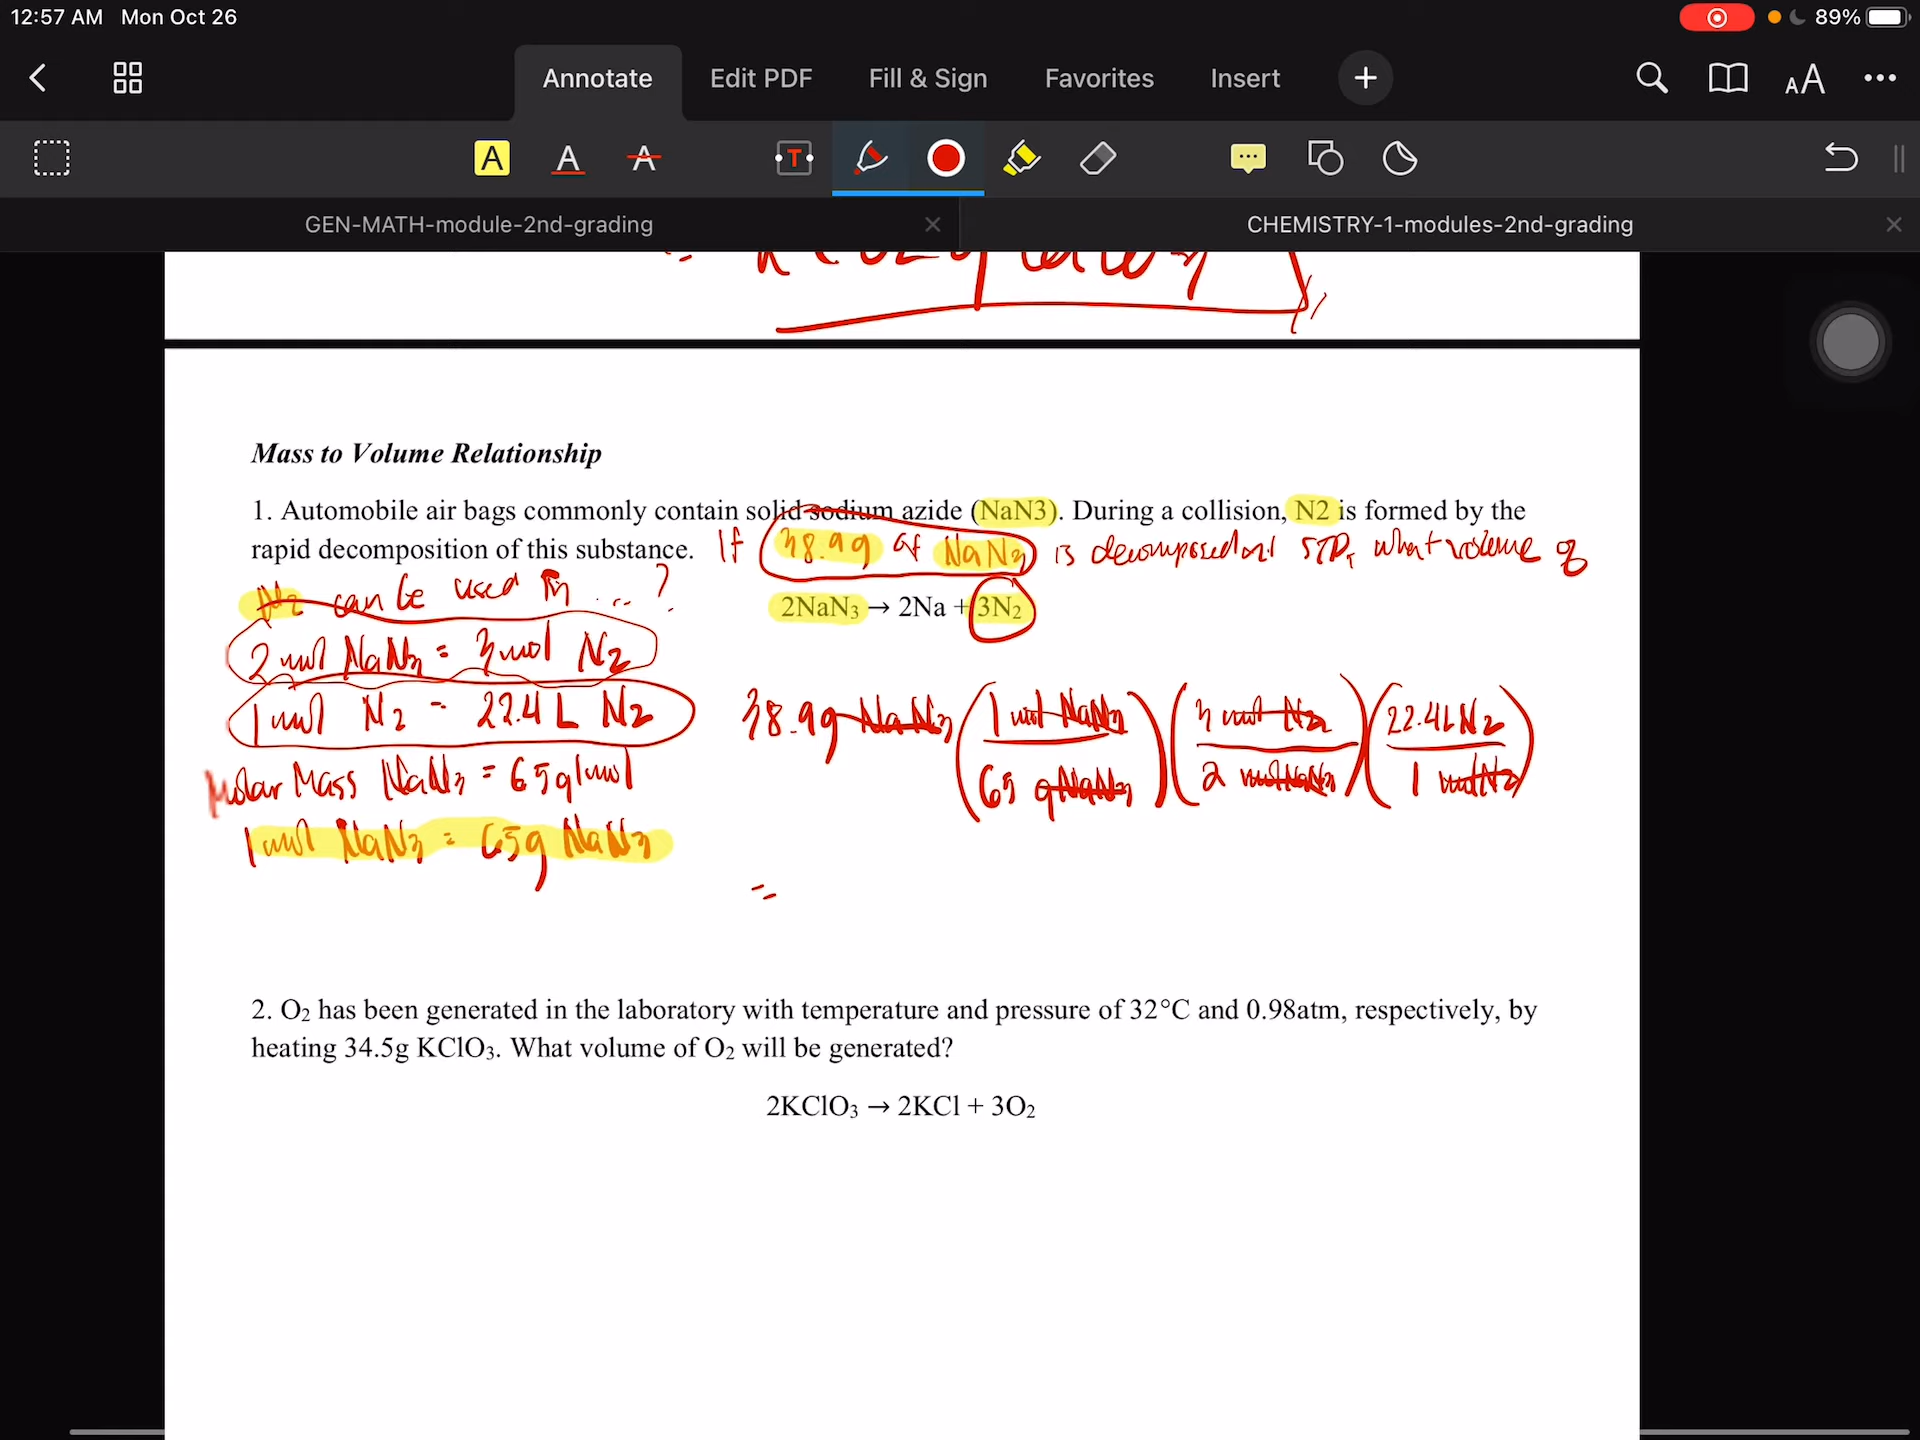 12:57 AM Mon Oct 26
89%
Annotate Edit PDF Fill & Sign Favorites Insert
AA
A A A T
GEN-MATH-module-2nd-grading
CHEMISTRY-1-modules-2nd-grading
Mass to Volume Relationship
1. Automobile air bags commonly contain solid sodium azide (NaN3). During a collision, N2 is formed by the
rapid decomposition of this substance. If 38.9g of NaN3 is decomposed at STP, what volume of
N2 can be used in ... ?
2NaN₃ → 2Na + 3N₂
2 mol NaN3 = 3 mol N2
1 mol N2 = 22.4 L N2
Molar Mass NaN3 = 65 g/mol
1 mol NaN3 = 65g NaN3
38.9g NaN3 (1 mol NaN3 / 65 g NaN3) (3 mol N2 / 2 mol NaN3) (22.4L N2 / 1 mol N2)
=
2. O₂ has been generated in the laboratory with temperature and pressure of 32°C and 0.98atm, respectively, by
heating 34.5g KClO₃. What volume of O₂ will be generated?
2KClO₃ → 2KCl + 3O₂